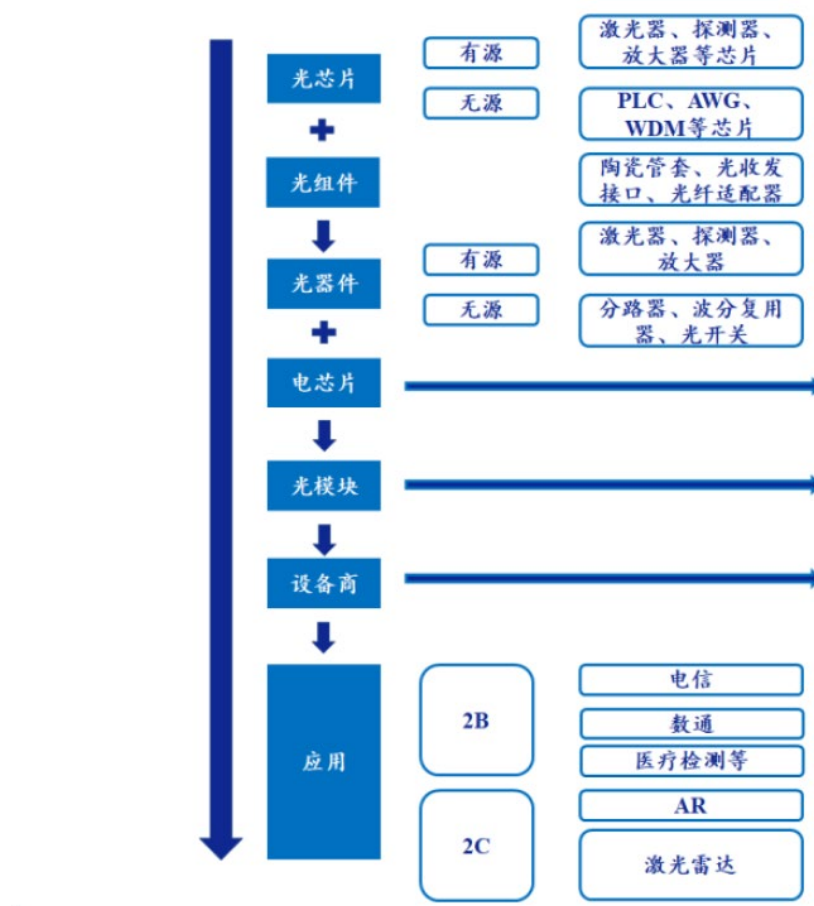 光芯片
有源
激光器、探测器、
放大器等芯片
无源
PLC、AWG、
WDM等芯片
光组件
陶瓷管套、光收发
接口、光纤适配器
光器件
有源
激光器、探测器、
放大器
无源
分路器、波分复用
器、光开关
电芯片
光模块
设备商
应用
2B
电信
数通
医疗检测等
2C
AR
激光雷达